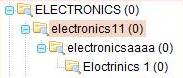 ELECTRONICS (0)
electronics11 (0)
electronicsaaaa (0)
Eloctrinics 1 (0)